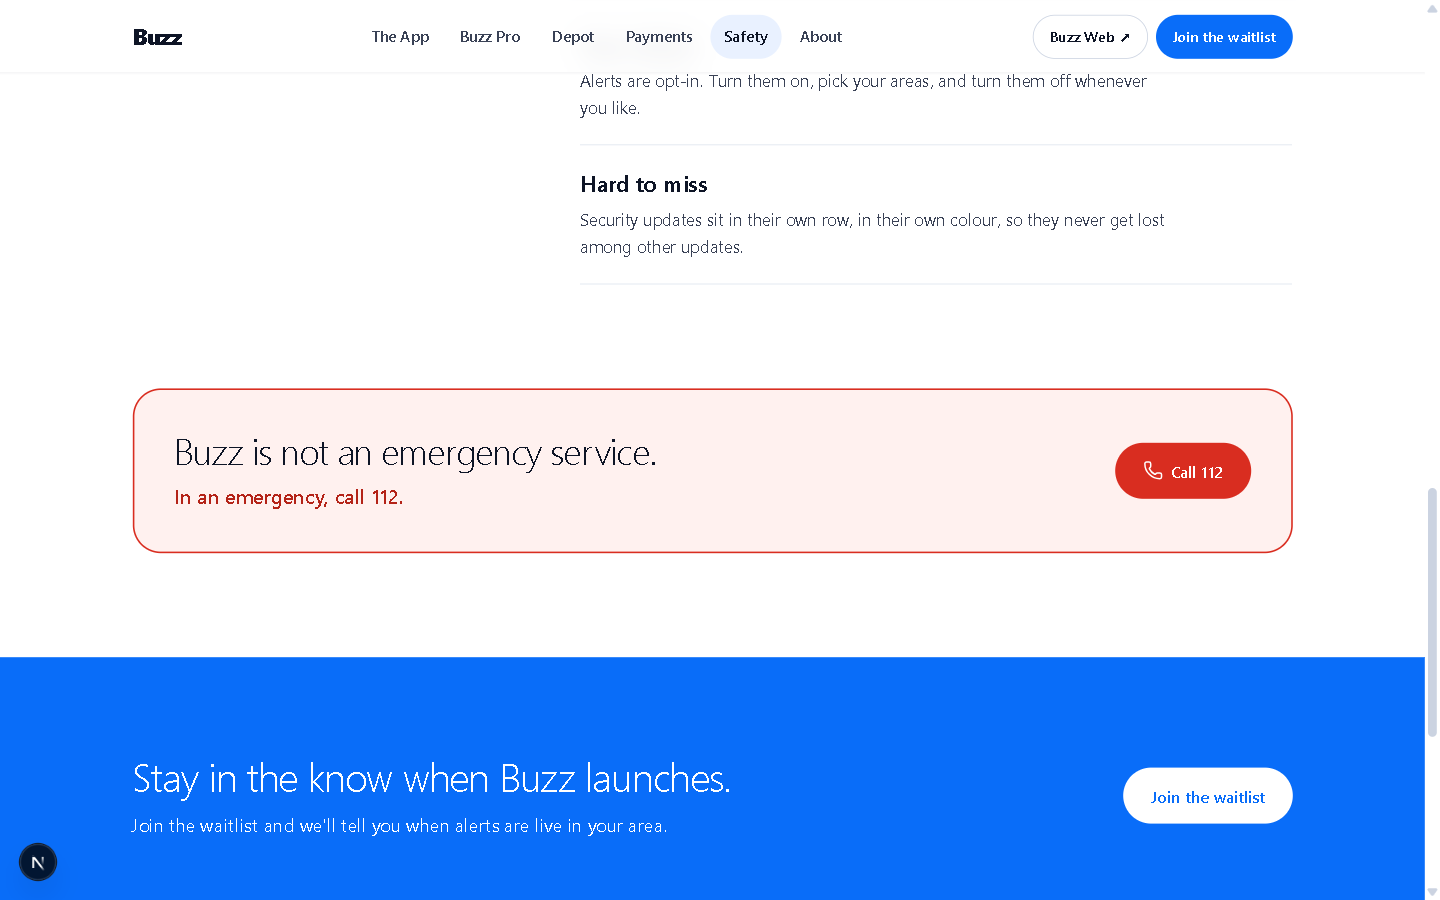 Buzz
The App
Buzz Pro
Depot
Payments
Safety
About
Buzz Web ↗
Join the waitlist
Alerts are opt-in. Turn them on, pick your areas, and turn them off whenever
you like.
Hard to miss
Security updates sit in their own row, in their own colour, so they never get lost
among other updates.
Buzz is not an emergency service.
In an emergency, call 112.
Call 112
Stay in the know when Buzz launches.
Join the waitlist and we'll tell you when alerts are live in your area.
Join the waitlist
N